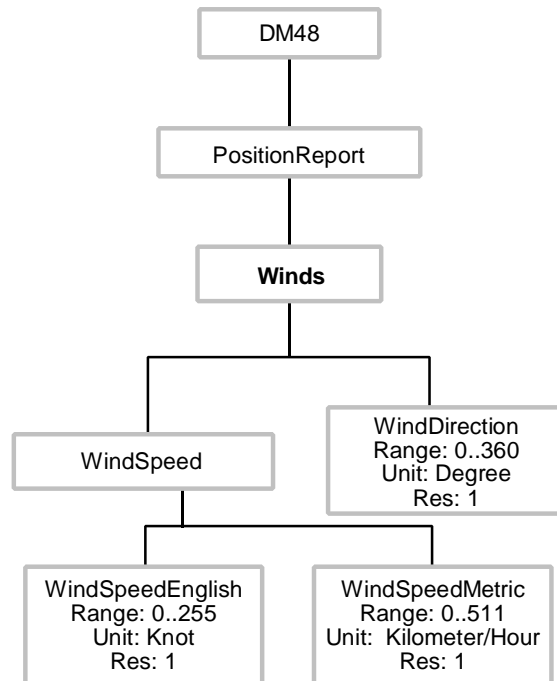 DM48
PositionReport
Winds
WindSpeed
WindDirection
Range: 0..360
Unit: Degree
Res: 1
WindSpeedEnglish
Range: 0..255
Unit: Knot
Res: 1
WindSpeedMetric
Range: 0..511
Unit:  Kilometer/Hour
Res: 1